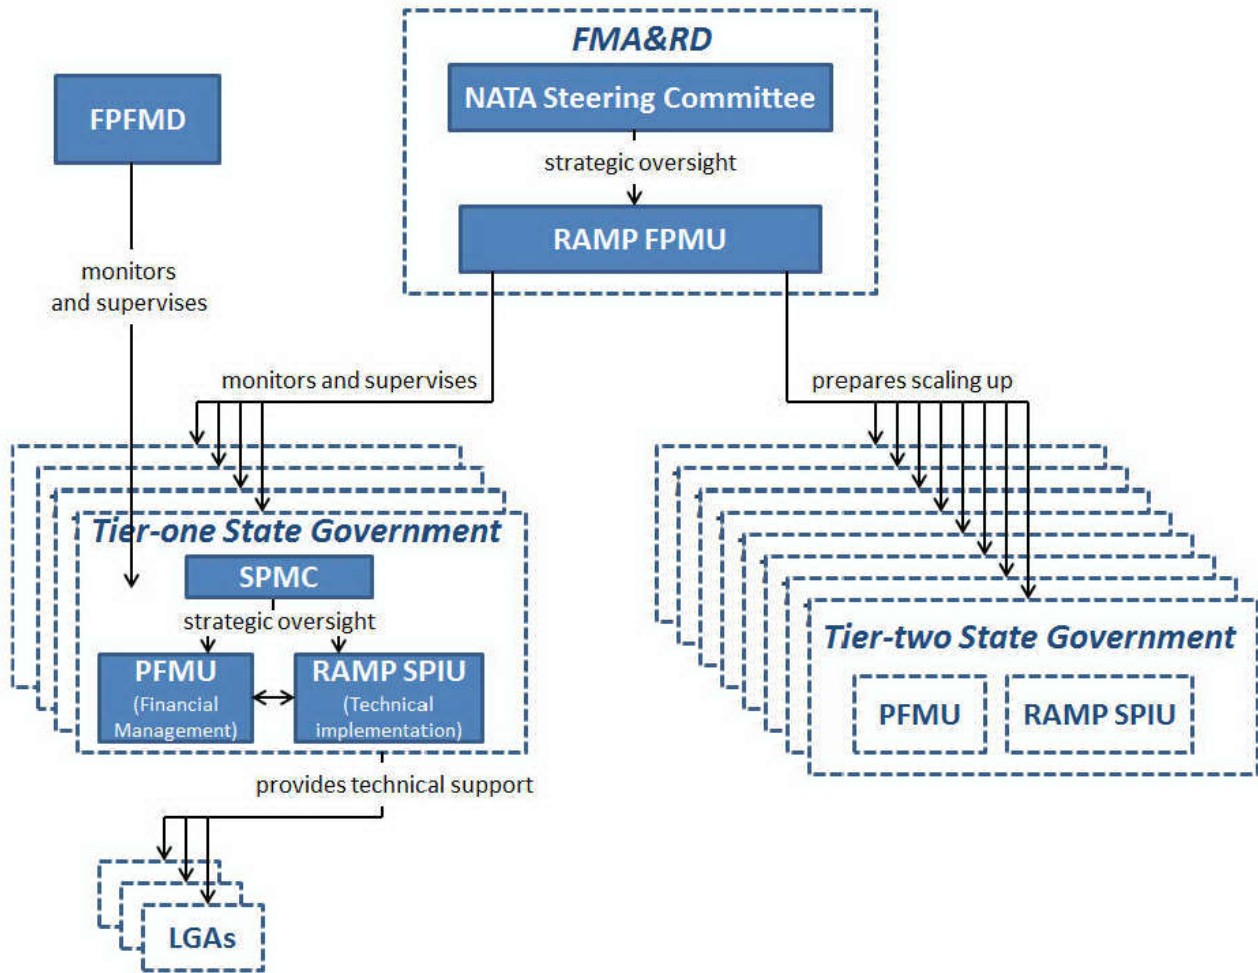 FMA&RD
NATA Steering Committee
FPFMD
strategic oversight
RAMP FPMU
monitors
and supervises
monitors and supervises
prepares scaling up
Tier-one State Government
SPMC
strategic oversight
PFMU
(Financial
Management)
RAMP SPIU
(Technical
implementation)
Tier-two State Government
PFMU
RAMP SPIU
provides technical support
LGAs